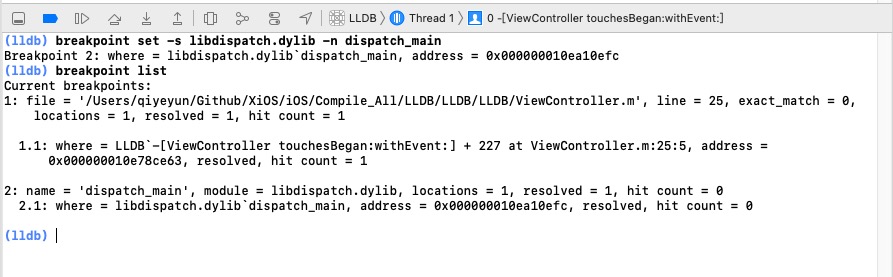 LLDB > Thread 1 > 0 -[ViewController touchesBegan:withEvent:]
(lldb) breakpoint set -s libdispatch.dylib -n dispatch_main
Breakpoint 2: where = libdispatch.dylib`dispatch_main, address = 0x000000010ea10efc
(lldb) breakpoint list
Current breakpoints:
1: file = '/Users/qiyeyun/Github/XiOS/iOS/Compile_All/LLDB/LLDB/LLDB/ViewController.m', line = 25, exact_match = 0,
locations = 1, resolved = 1, hit count = 1
1.1: where = LLDB`-[ViewController touchesBegan:withEvent:] + 227 at ViewController.m:25:5, address =
0x000000010e78ce63, resolved, hit count = 1
2: name = 'dispatch_main', module = libdispatch.dylib, locations = 1, resolved = 1, hit count = 0
2.1: where = libdispatch.dylib`dispatch_main, address = 0x000000010ea10efc, resolved, hit count = 0
(lldb)